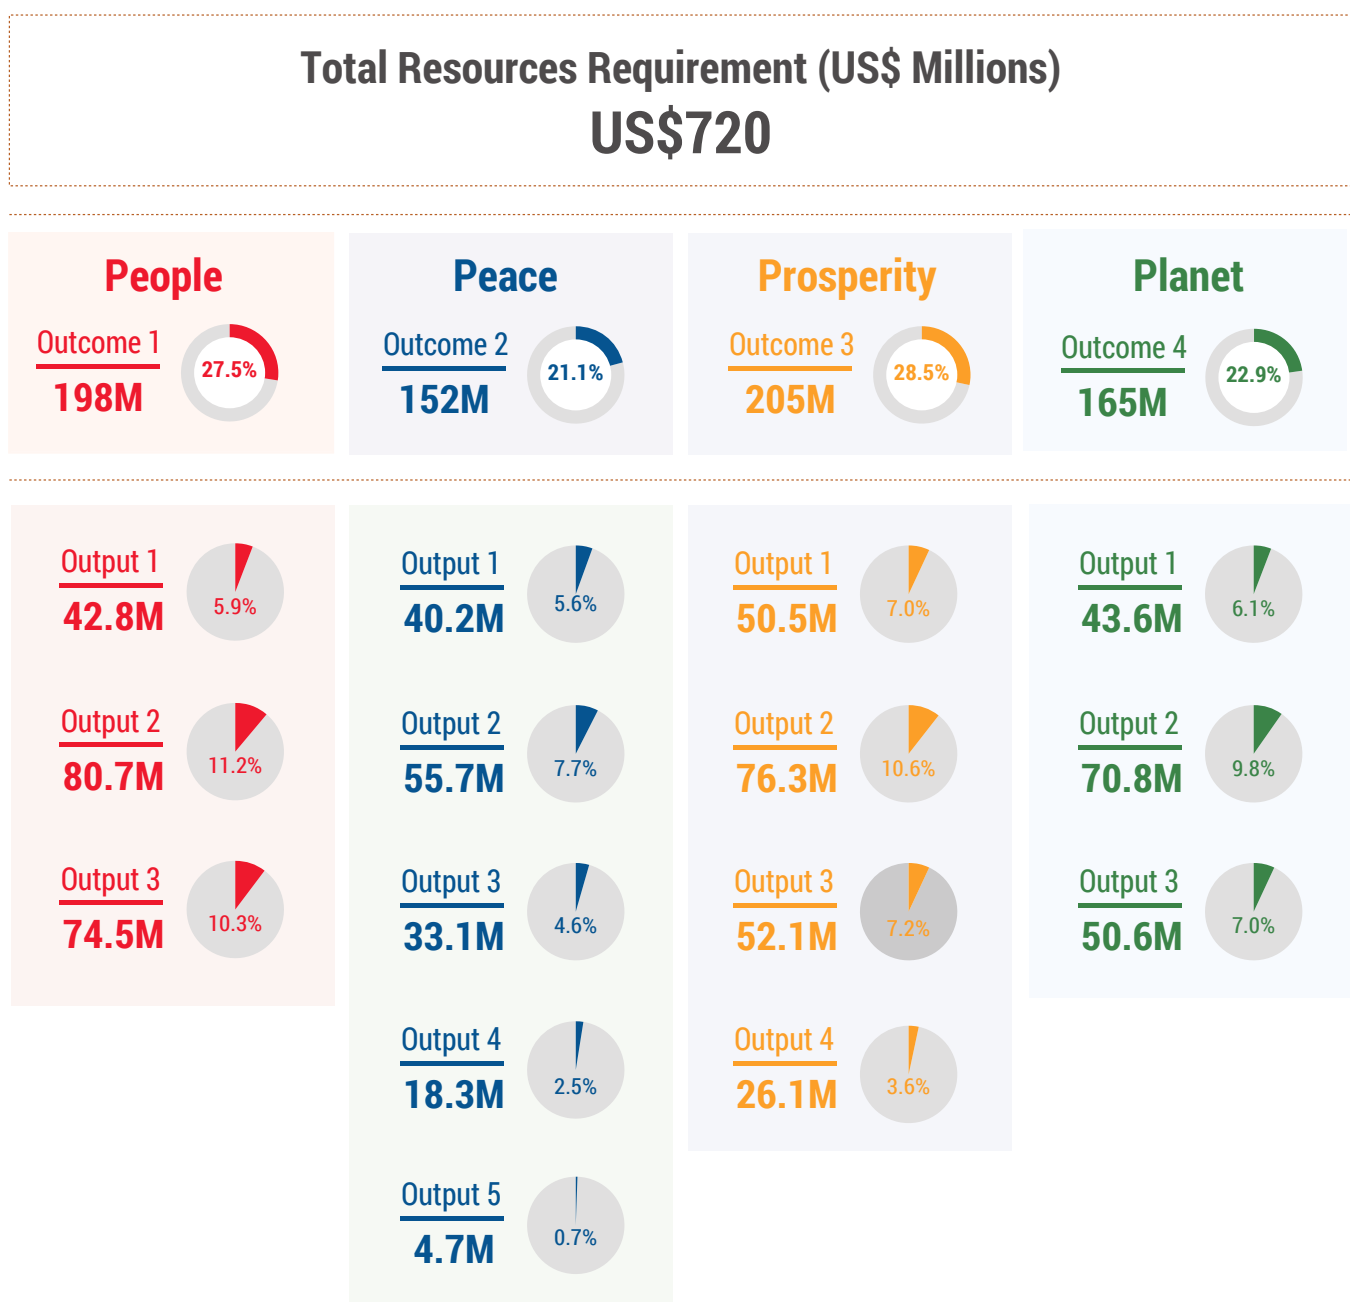 Total Resources Requirement (US$ Millions)
US$720
People
Outcome 1
198M
27.5%
Peace
Outcome 2
152M
21.1%
Prosperity
Outcome 3
205M
28.5%
Planet
Outcome 4
165M
22.9%
Output 1
42.8M
5.9%
Output 2
80.7M
11.2%
Output 3
74.5M
10.3%
Output 1
40.2M
5.6%
Output 2
55.7M
7.7%
Output 3
33.1M
4.6%
Output 4
18.3M
2.5%
Output 5
4.7M
0.7%
Output 1
50.5M
7.0%
Output 2
76.3M
10.6%
Output 3
52.1M
7.2%
Output 4
26.1M
3.6%
Output 1
43.6M
6.1%
Output 2
70.8M
9.8%
Output 3
50.6M
7.0%